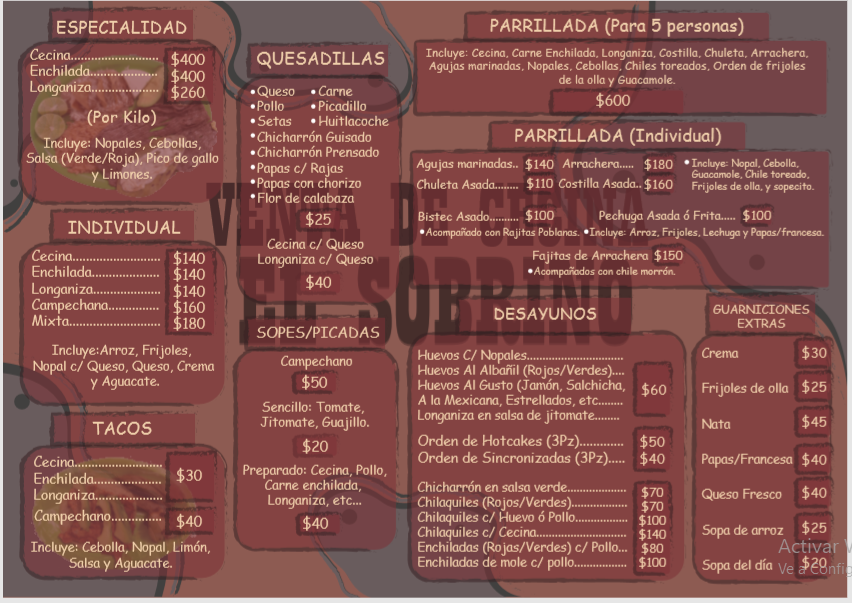 ESPECIALIDAD
Cecina............................ $400
Enchilada....................... $400
Longaniza....................... $260
(Por Kilo)
Incluye: Nopales, Cebollas,
Salsa (Verde/Roja), Pico de gallo
y Limones.
INDIVIDUAL
Cecina............................ $140
Enchilada....................... $140
Longaniza....................... $140
Campechana................... $160
Mixta............................. $180
Incluye:Arroz, Frijoles,
Nopal c/ Queso, Queso, Crema
y Aguacate.
TACOS
Cecina............................
Enchilada....................... $30
Longaniza.......................
Campechano................... $40
Incluye: Cebolla, Nopal, Limón,
Salsa y Aguacate.
QUESADILLAS
•Queso •Carne
•Pollo •Picadillo
•Setas •Huitlacoche
•Chicharrón Guisado
•Chicharrón Prensado
•Papas c/ Rajas
•Papas con chorizo
•Flor de calabaza
$25
Cecina c/ Queso
Longaniza c/ Queso
$40
SOPES/PICADAS
Campechano
$50
Sencillo: Tomate,
Jitomate, Guajillo.
$20
Preparado: Cecina, Pollo,
Carne enchilada,
Longaniza, etc...
$40
PARRILLADA (Para 5 personas)
Incluye: Cecina, Carne Enchilada, Longaniza, Costilla, Chuleta, Arrachera,
Agujas marinadas, Nopales, Cebollas, Chiles toreados, Orden de frijoles
de la olla y Guacamole.
$600
PARRILLADA (Individual)
Agujas marinadas.. $140 Arrachera..... $180
Chuleta Asada........ $110 Costilla Asada.. $160
•Incluye: Nopal, Cebolla,
Guacamole, Chile toreado,
Frijoles de olla, y sopecito.
Bistec Asado.......... $100 Pechuga Asada ó Frita..... $100
•Acompañado con Rajitas Poblanas. •Incluye: Arroz, Frijoles, Lechuga y Papas/francesa.
Fajitas de Arrachera $150
•Acompañados con chile morrón.
VENTA DE CECINA
EL SOBRINO
DESAYUNOS
Huevos C/ Nopales..............................
Huevos Al Albañil (Rojos/Verdes)....
Huevos Al Gusto (Jamón, Salchicha, $60
A la Mexicana, Estrellados, etc........
Longaniza en salsa de jitomate........
Orden de Hotcakes (3Pz)............. $50
Orden de Sincronizadas (3Pz)..... $40
Chicharrón en salsa verde................... $70
Chilaquiles (Rojos/Verdes)................... $70
Chilaquiles c/ Huevo ó Pollo................ $100
Chilaquiles c/ Cecina............................ $140
Enchiladas (Rojas/Verdes) c/ Pollo... $80
Enchiladas de mole c/ pollo................ $100
GUARNICIONES
EXTRAS
Crema $30
Frijoles de olla $25
Nata $45
Papas/Francesa $40
Queso Fresco $40
Sopa de arroz $25
Sopa del día $20
Activar
Ve a Config